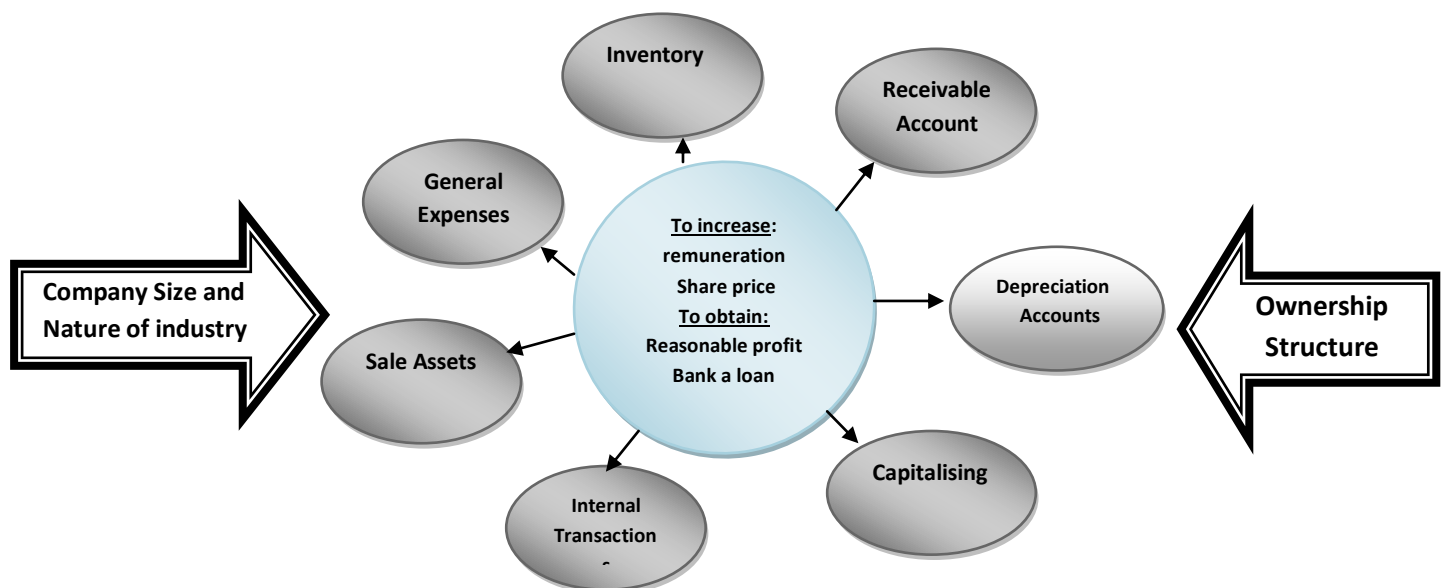 Inventory
Receivable
Account
General
Expenses
To increase:
remuneration
Share price
To obtain:
Reasonable profit
Bank a loan
Company Size and
Nature of industry
Depreciation
Accounts
Ownership
Structure
Sale Assets
Capitalising
Internal
Transaction